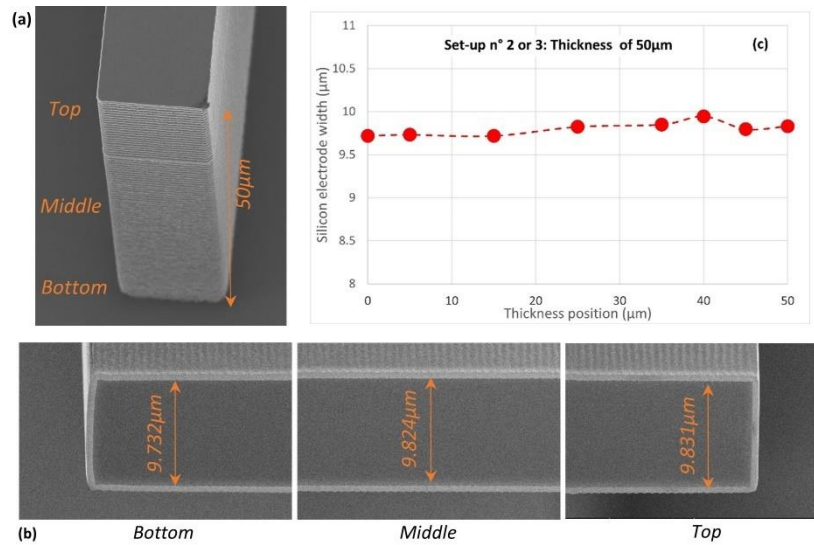 (a)
Top
Middle
Bottom
50µm
Set-up n° 2 or 3: Thickness of 50µm
(c)
Silicon electrode width (µm)
11
10.5
10
9.5
9
8.5
8
0
10
20
30
40
50
Thickness position (µm)
9.732µm
9.824µm
9.831µm
(b)
Bottom
Middle
Top